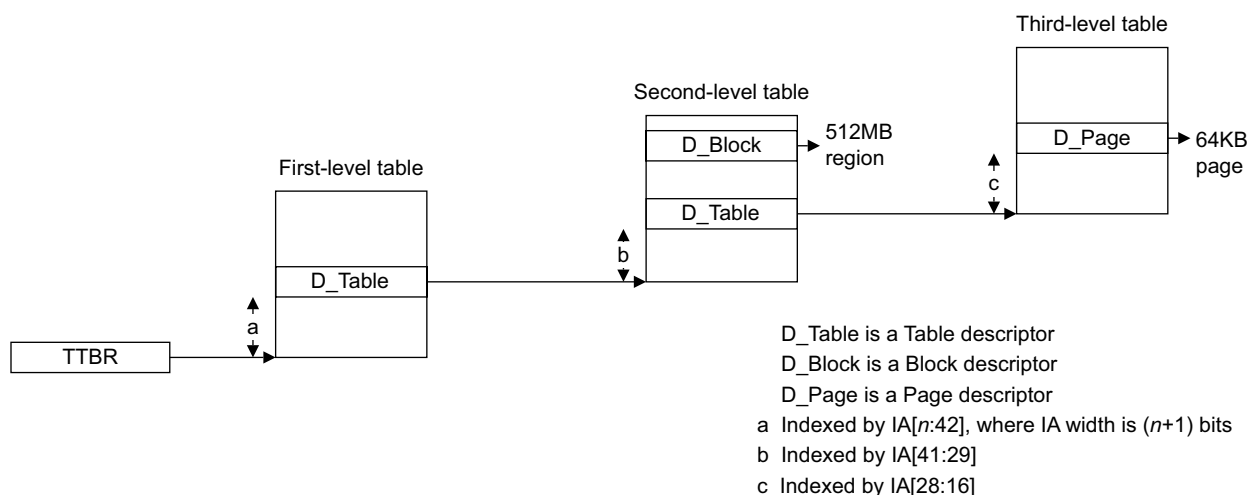 Third-level table
Second-level table
D_Block
512MB
region
D_Page
64KB
page
c
First-level table
D_Table
b
D_Table
a
TTBR
D_Table is a Table descriptor
D_Block is a Block descriptor
D_Page is a Page descriptor
a Indexed by IA[n:42], where IA width is (n+1) bits
b Indexed by IA[41:29]
c Indexed by IA[28:16]